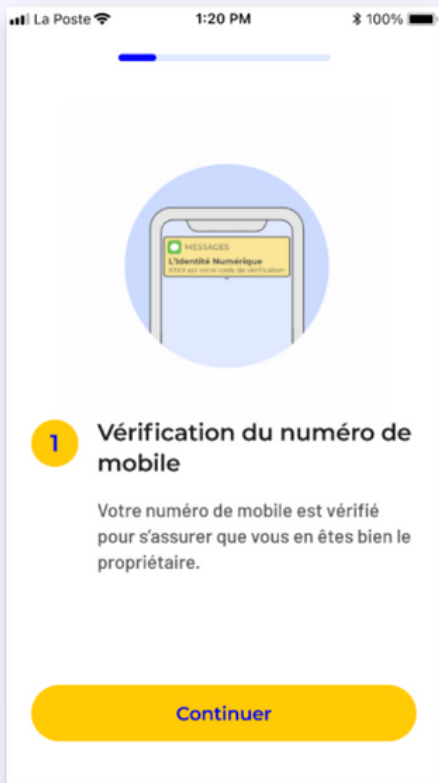 La Poste 1:20 PM 100%
MESSAGES
L'Identité Numérique
XXXX est votre code de vérification
1
Vérification du numéro de
mobile
Votre numéro de mobile est vérifié
pour s'assurer que vous en êtes bien le
propriétaire.
Continuer